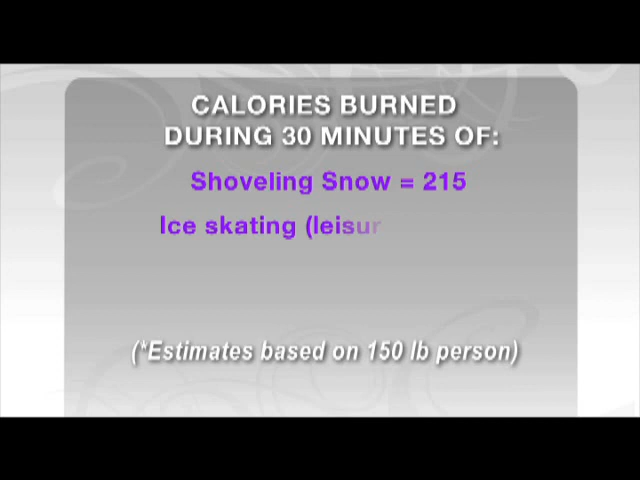 CALORIES BURNED
DURING 30 MINUTES OF:
Shoveling Snow = 215
Ice skating (leisur
(*Estimates based on 150 lb person)